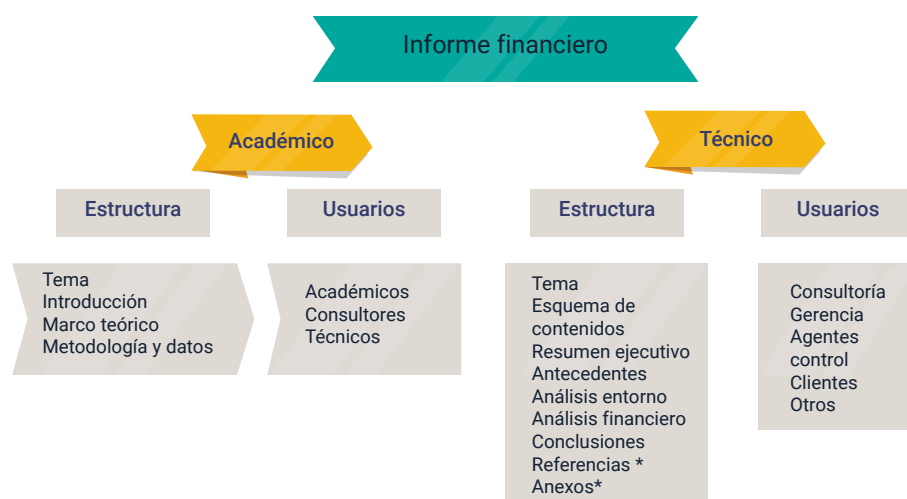 Informe financiero
Académico
Técnico
Estructura
Usuarios
Estructura
Usuarios
Tema
Introducción
Marco teórico
Metodología y datos
Académicos
Consultores
Técnicos
Tema
Esquema de
contenidos
Resumen ejecutivo
Antecedentes
Análisis entorno
Análisis financiero
Conclusiones
Referencias *
Anexos*
Consultoría
Gerencia
Agentes
control
Clientes
Otros